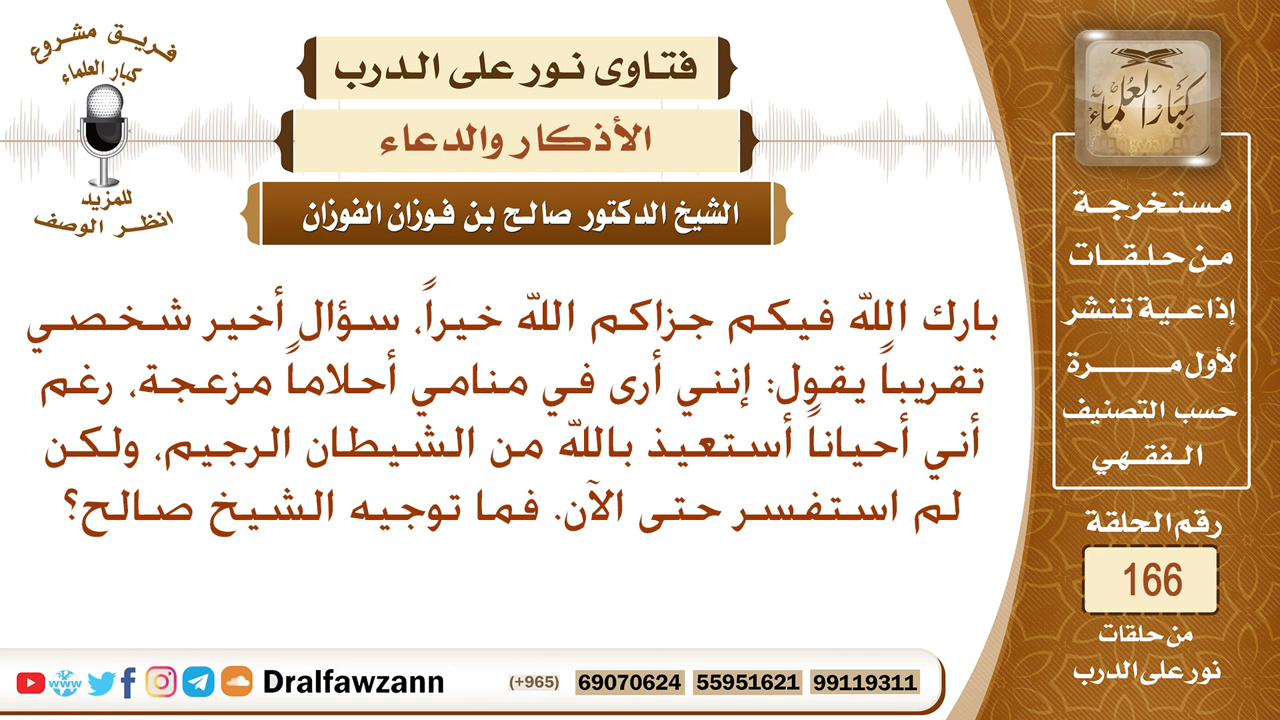 فريق مشروع
كبار العلماء
للمزيد
انظر الوصف
فتاوى نور على الدرب
الأذكار والدعاء
الشيخ الدكتور صالح بن فوزان الفوزان
بارك الله فيكم جزاكم الله خيراً، سؤال أخير شخصي
تقريباً يقول: إنني أرى في منامي أحلاماً مزعجة، رغم
أني أحياناً أستعيذ بالله من الشيطان الرجيم، ولكن
لم استفسر حتى الآن. فما توجيه الشيخ صالح؟
كبار العلماء
مستخرجة
من حلقات
إذاعية تنشر
لأول مرة
حسب التصنيف
الفقهي
رقم الحلقة
166
من حلقات
نور على الدرب
www Dralfawzann (+965) 69070624 55951621 99119311